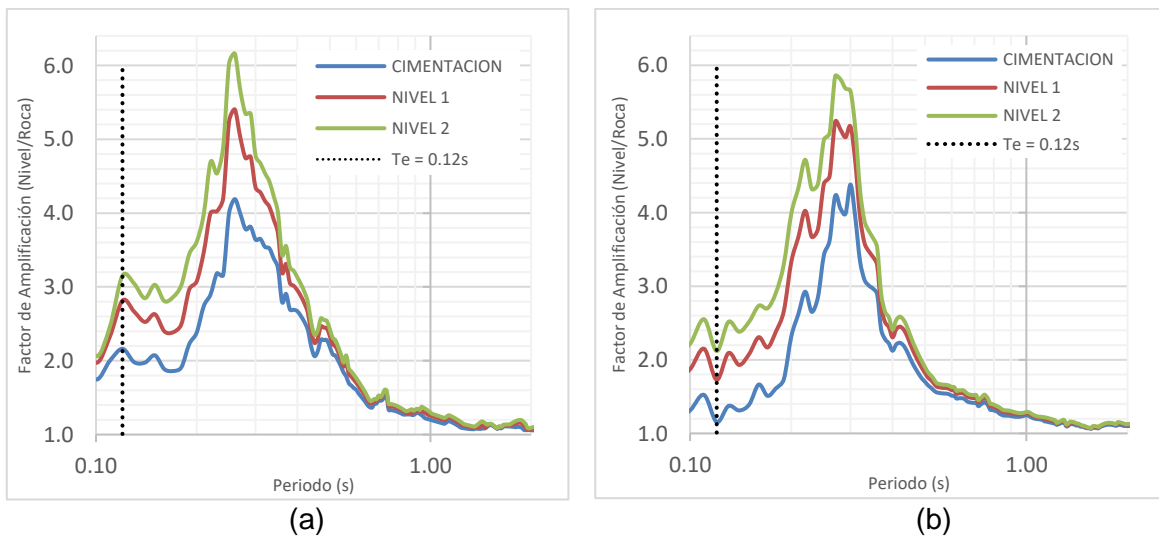 Factor de Amplificación (Nivel/Roca)
6.0
5.0
4.0
3.0
2.0
1.0
0.10
1.00
Periodo (s)
CIMENTACION
NIVEL 1
NIVEL 2
Te = 0.12s
(a)
Factor de Amplificación (Nivel/Roca)
6.0
5.0
4.0
3.0
2.0
1.0
0.10
1.00
Periodo (s)
CIMENTACION
NIVEL 1
NIVEL 2
Te = 0.12s
(b)